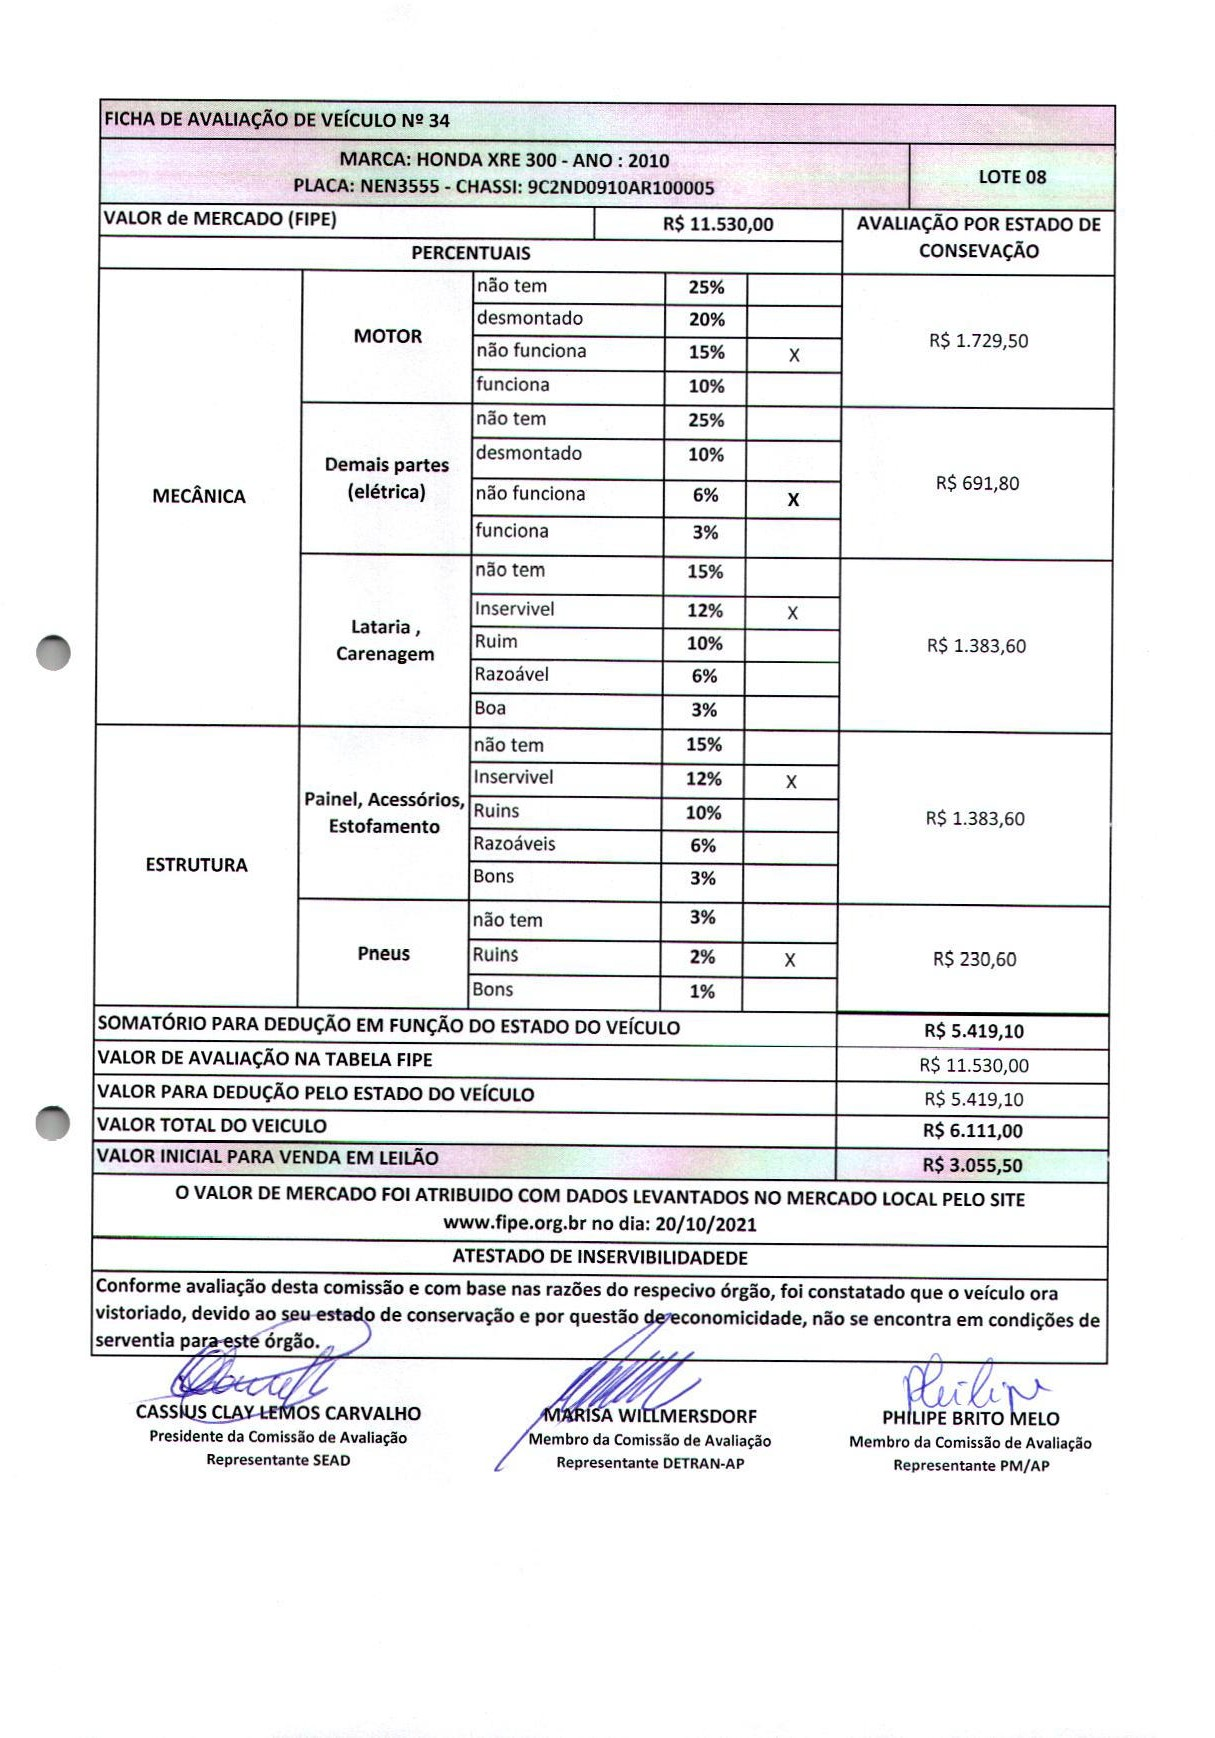 FICHA DE AVALIAÇÃO DE VEÍCULO Nº 34
MARCA: HONDA XRE 300 - ANO : 2010
PLACA: NEN3555 - CHASSI: 9C2ND0910AR100005
LOTE 08
VALOR de MERCADO (FIPE)
R$ 11.530,00
AVALIAÇÃO POR ESTADO DE
CONSEVAÇÃO
PERCENTUAIS
MECÂNICA
MOTOR
não tem 25%
desmontado 20%
não funciona 15% X
funciona 10%
R$ 1.729,50
Demais partes
(elétrica)
não tem 25%
desmontado 10%
não funciona 6% X
funciona 3%
R$ 691,80
Lataria ,
Carenagem
não tem 15%
Inservivel 12% X
Ruim 10%
Razoável 6%
Boa 3%
R$ 1.383,60
ESTRUTURA
Painel, Acessórios,
Estofamento
não tem 15%
Inservivel 12% X
Ruins 10%
Razoáveis 6%
Bons 3%
R$ 1.383,60
Pneus
não tem 3%
Ruins 2% X
Bons 1%
R$ 230,60
SOMATÓRIO PARA DEDUÇÃO EM FUNÇÃO DO ESTADO DO VEÍCULO R$ 5.419,10
VALOR DE AVALIAÇÃO NA TABELA FIPE R$ 11.530,00
VALOR PARA DEDUÇÃO PELO ESTADO DO VEÍCULO R$ 5.419,10
VALOR TOTAL DO VEICULO R$ 6.111,00
VALOR INICIAL PARA VENDA EM LEILÃO R$ 3.055,50
O VALOR DE MERCADO FOI ATRIBUIDO COM DADOS LEVANTADOS NO MERCADO LOCAL PELO SITE
www.fipe.org.br no dia: 20/10/2021
ATESTADO DE INSERVIBILIDADEDE
Conforme avaliação desta comissão e com base nas razões do respecivo órgão, foi constatado que o veículo ora
vistoriado, devido ao seu estado de conservação e por questão de economicidade, não se encontra em condições de
serventia para este órgão.
Philipe
CASSIUS CLAY LEMOS CARVALHO
Presidente da Comissão de Avaliação
Representante SEAD
MARISA WILLMERSDORF
Membro da Comissão de Avaliação
Representante DETRAN-AP
PHILIPE BRITO MELO
Membro da Comissão de Avaliação
Representante PM/AP